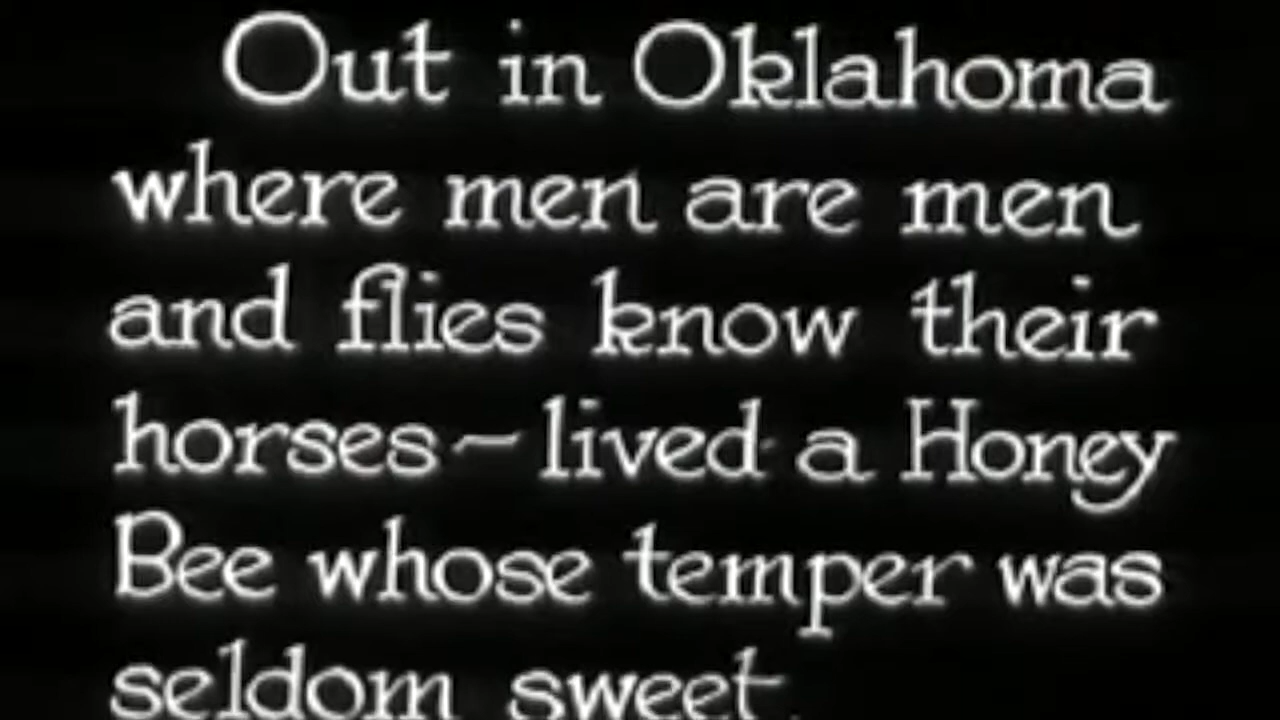 Out in Oklahoma
where men are men
and flies know their
horses - lived a Honey
Bee whose temper was
seldom sweet.